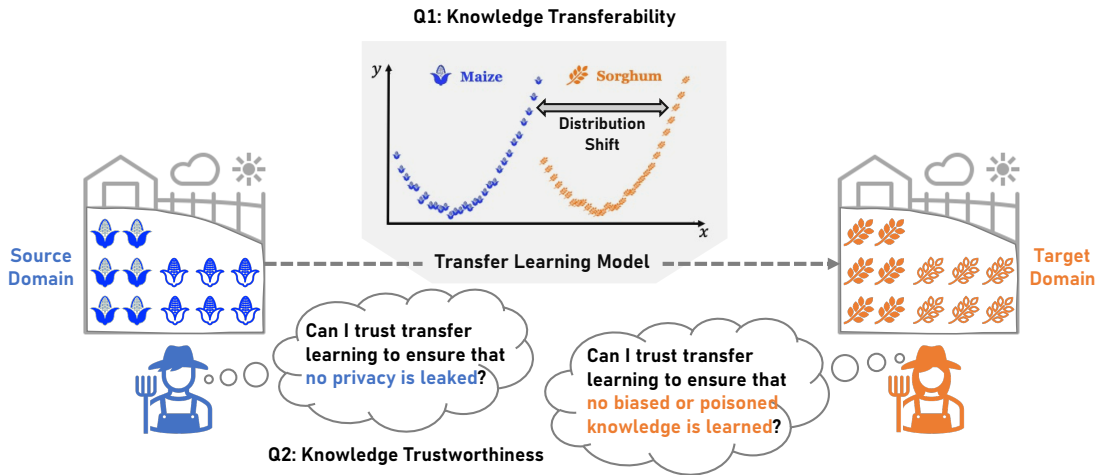 Q1: Knowledge Transferability
y
Maize
Sorghum
Distribution
Shift
x
Source
Domain
Transfer Learning Model
Target
Domain
Can I trust transfer
learning to ensure that
no privacy is leaked?
Can I trust transfer
learning to ensure that
no biased or poisoned
knowledge is learned?
Q2: Knowledge Trustworthiness